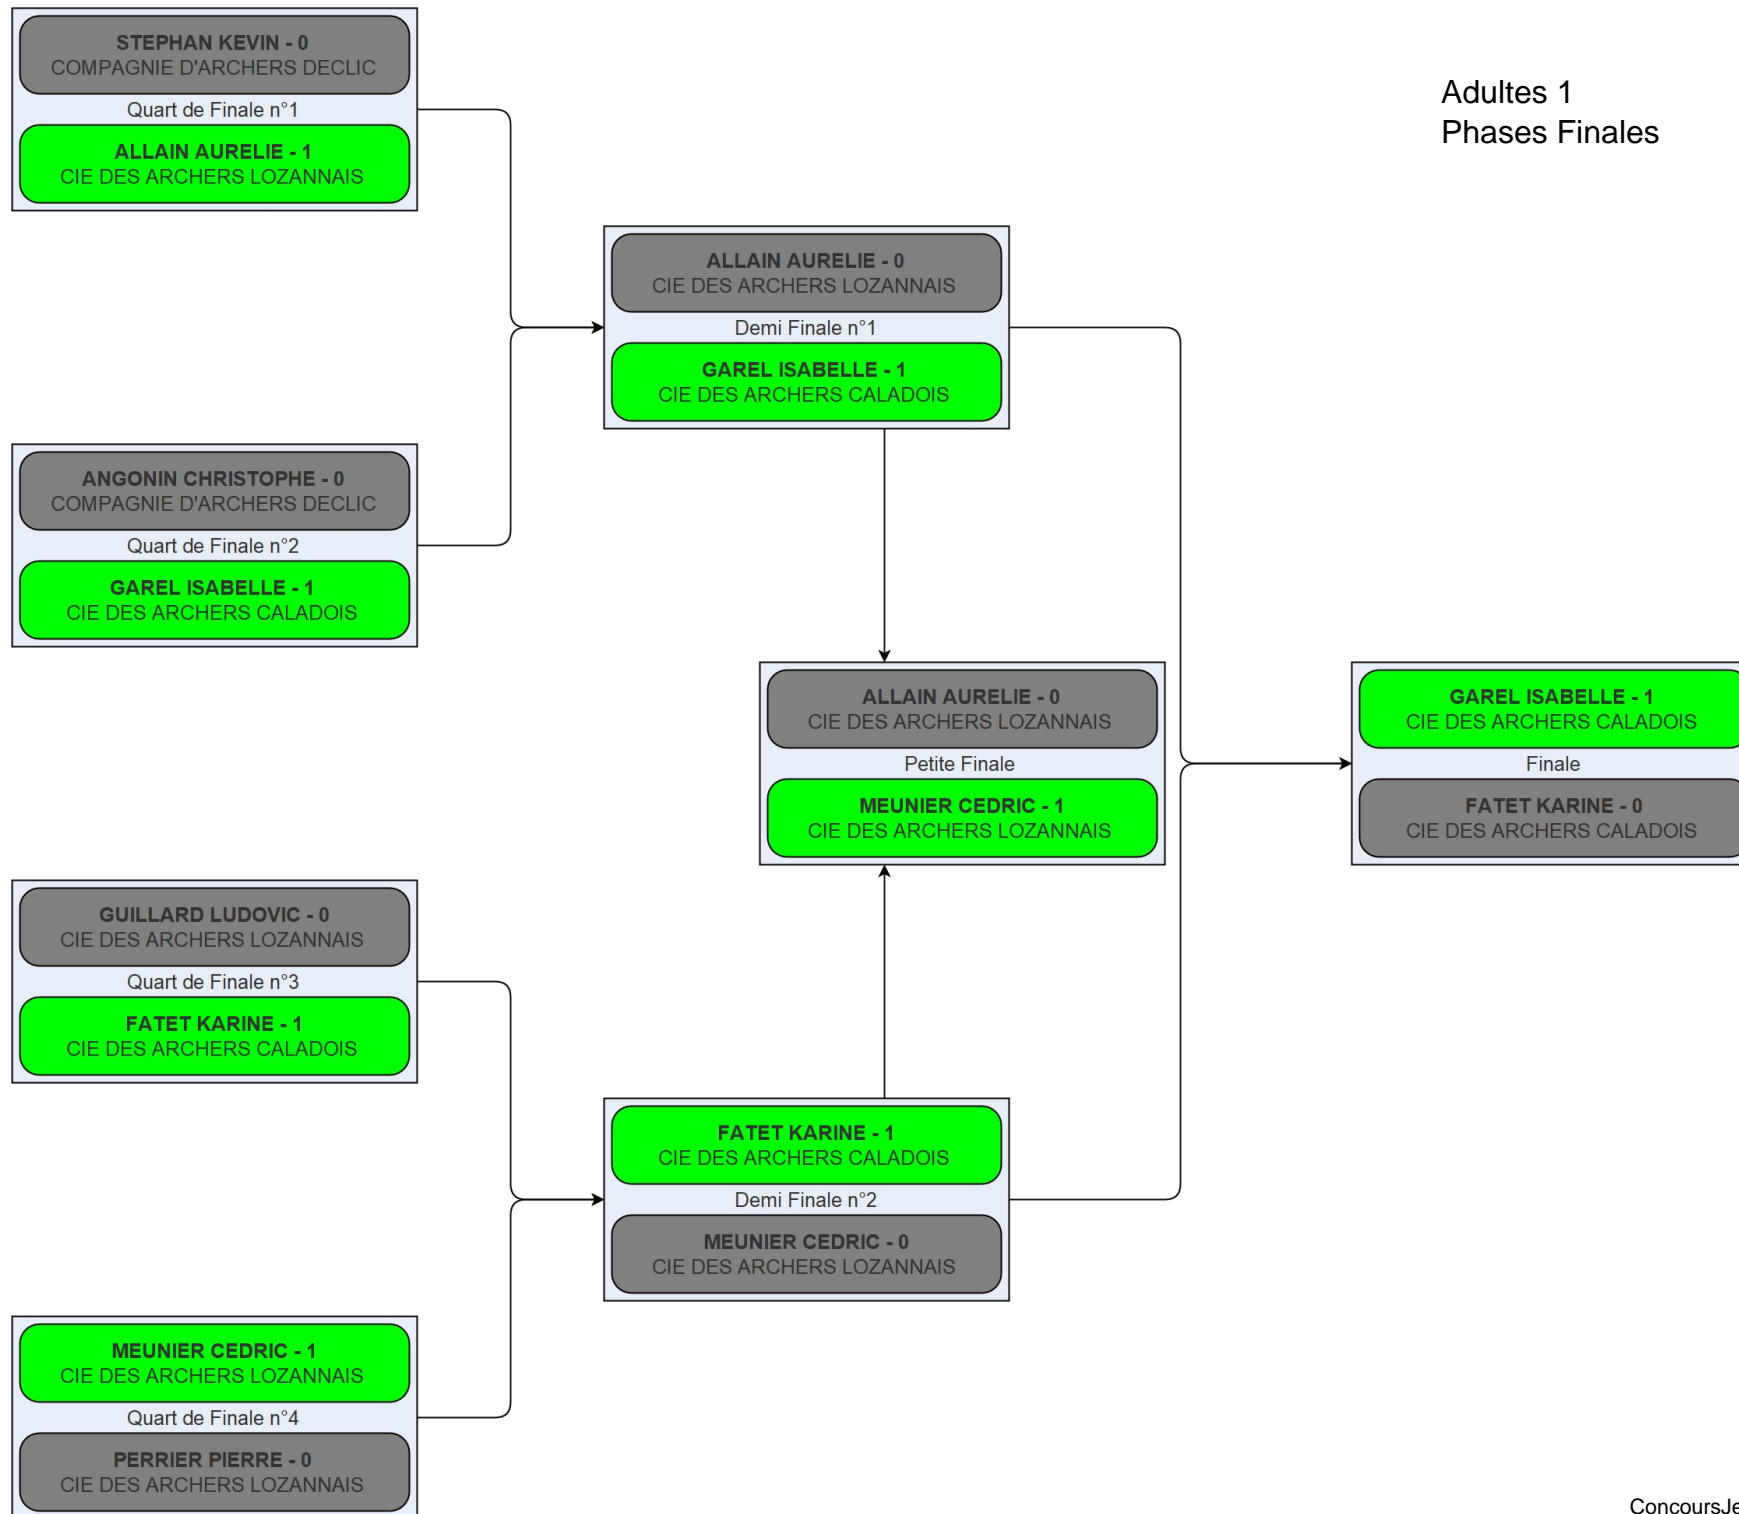 STEPHAN KEVIN - 0
COMPAGNIE D'ARCHERS DECLIC
Quart de Finale n°1
ALLAIN AURELIE - 1
CIE DES ARCHERS LOZANNAIS
Adultes 1
Phases Finales
ALLAIN AURELIE - 0
CIE DES ARCHERS LOZANNAIS
Demi Finale n°1
GAREL ISABELLE - 1
CIE DES ARCHERS CALADOIS
ANGONIN CHRISTOPHE - 0
COMPAGNIE D'ARCHERS DECLIC
Quart de Finale n°2
GAREL ISABELLE - 1
CIE DES ARCHERS CALADOIS
ALLAIN AURELIE - 0
CIE DES ARCHERS LOZANNAIS
Petite Finale
MEUNIER CEDRIC - 1
CIE DES ARCHERS LOZANNAIS
GAREL ISABELLE - 1
CIE DES ARCHERS CALADOIS
Finale
FATET KARINE - 0
CIE DES ARCHERS CALADOIS
GUILLARD LUDOVIC - 0
CIE DES ARCHERS LOZANNAIS
Quart de Finale n°3
FATET KARINE - 1
CIE DES ARCHERS CALADOIS
FATET KARINE - 1
CIE DES ARCHERS CALADOIS
Demi Finale n°2
MEUNIER CEDRIC - 0
CIE DES ARCHERS LOZANNAIS
MEUNIER CEDRIC - 1
CIE DES ARCHERS LOZANNAIS
Quart de Finale n°4
PERRIER PIERRE - 0
CIE DES ARCHERS LOZANNAIS
ConcoursJe